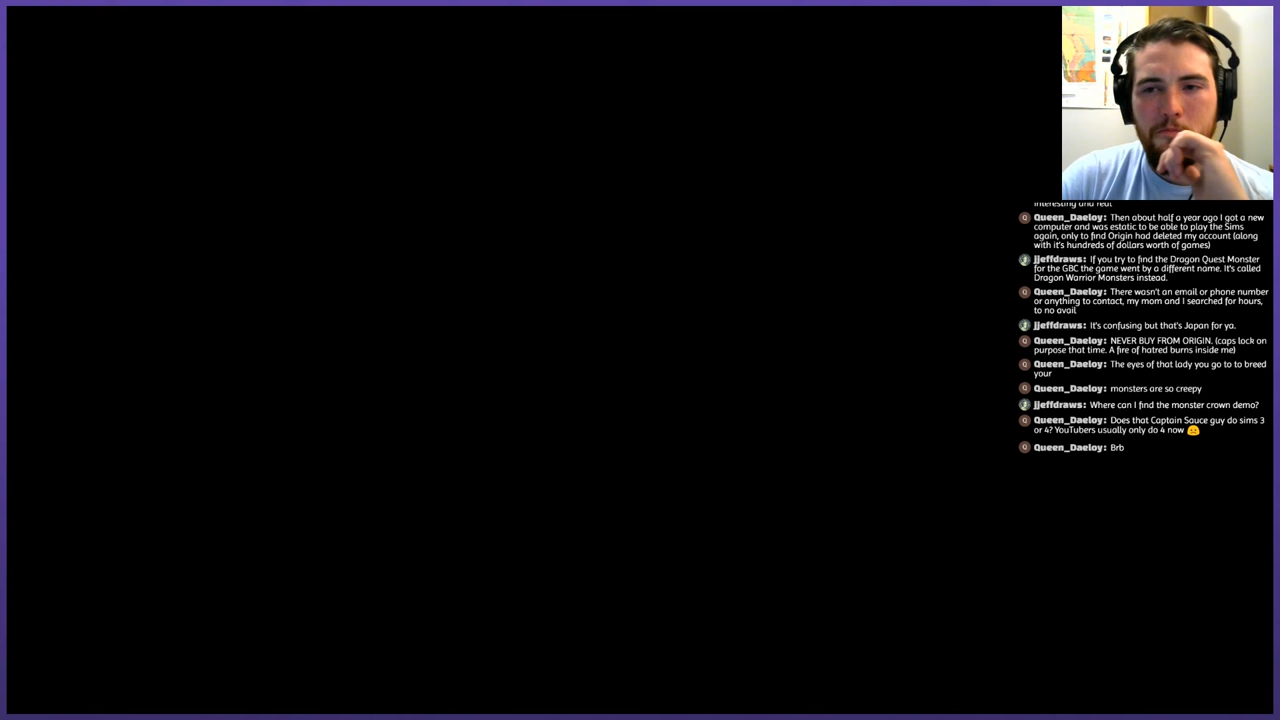 interesting and real
Queen_Daeloy: Then about half a year ago I got a new
computer and was estatic to be able to play the Sims
again, only to find Origin had deleted my account (along
with it's hundreds of dollars worth of games)
jjeffdraws: If you try to find the Dragon Quest Monster
for the GBC the game went by a different name. It's called
Dragon Warrior Monsters instead.
Queen_Daeloy: There wasn't an email or phone number
or anything to contact, my mom and I searched for hours,
to no avail
jjeffdraws: It's confusing but that's Japan for ya.
Queen_Daeloy: NEVER BUY FROM ORIGIN. (caps lock on
purpose that time. A fire of hatred burns inside me)
Queen_Daeloy: The eyes of that lady you go to to breed
your
Queen_Daeloy: monsters are so creepy
jjeffdraws: Where can I find the monster crown demo?
Queen_Daeloy: Does that Captain Sauce guy do sims 3
or 4? YouTubers usually only do 4 now
Queen_Daeloy: Brb